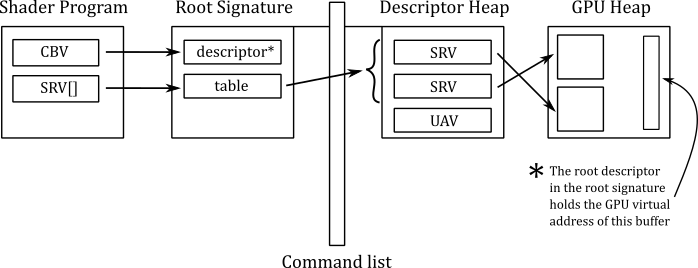 Shader Program
Root Signature
Descriptor Heap
GPU Heap
CBV
descriptor*
SRV
SRV[]
table
SRV
UAV
* The root descriptor
in the root signature
holds the GPU virtual
address of this buffer
Command list